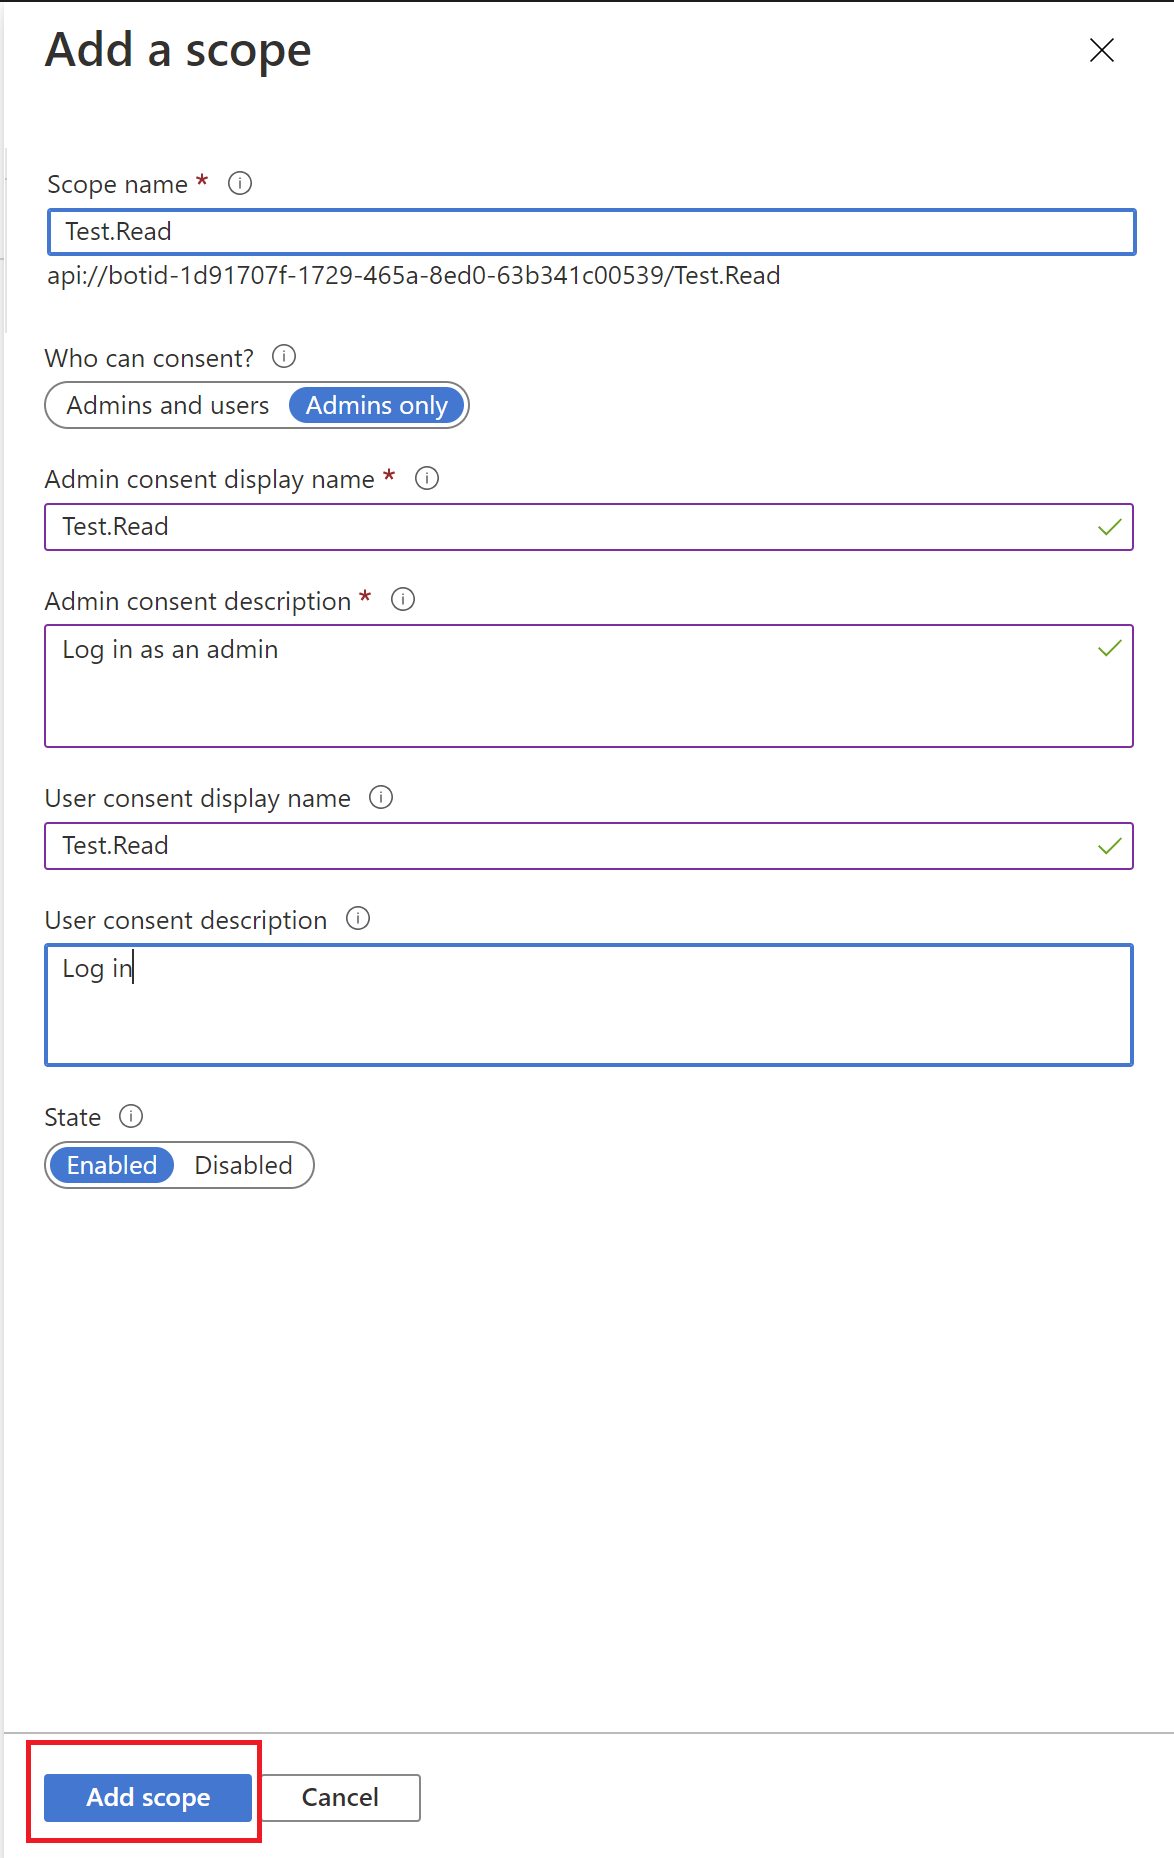 Add a scope
Scope name *
Test.Read
api://botid-1d91707f-1729-465a-8ed0-63b341c00539/Test.Read
Who can consent?
Admins and users Admins only
Admin consent display name *
Test.Read
Admin consent description *
Log in as an admin
User consent display name
Test.Read
User consent description
Log in
State
Enabled Disabled
Add scope Cancel